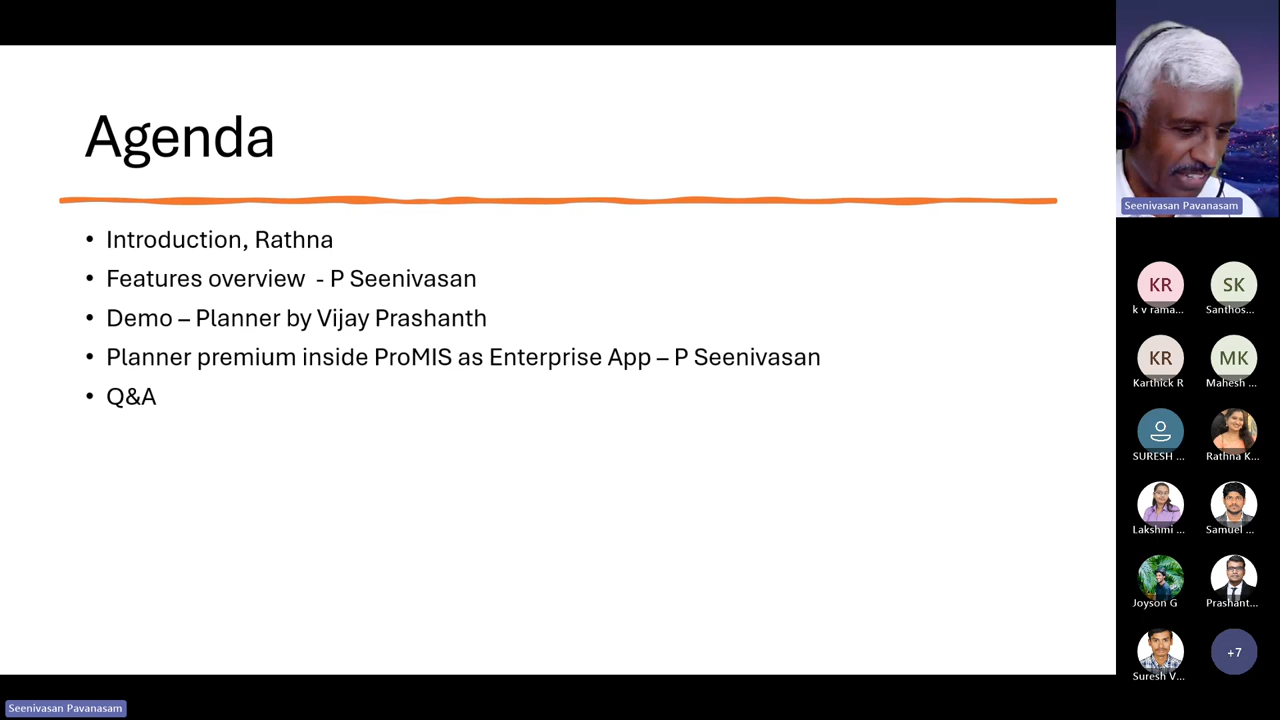 Agenda
• Introduction, Rathna
• Features overview  - P Seenivasan
• Demo – Planner by Vijay Prashanth
• Planner premium inside ProMIS as Enterprise App – P Seenivasan
• Q&A
Seenivasan Pavanasam
KR
SK
k v rama...
Santhos...
KR
MK
Karthick R
Mahesh ...
SURESH ...
Rathna K...
Lakshmi ...
Samuel ...
Joyson G
Prashant...
Suresh V...
+7
Seenivasan Pavanasam